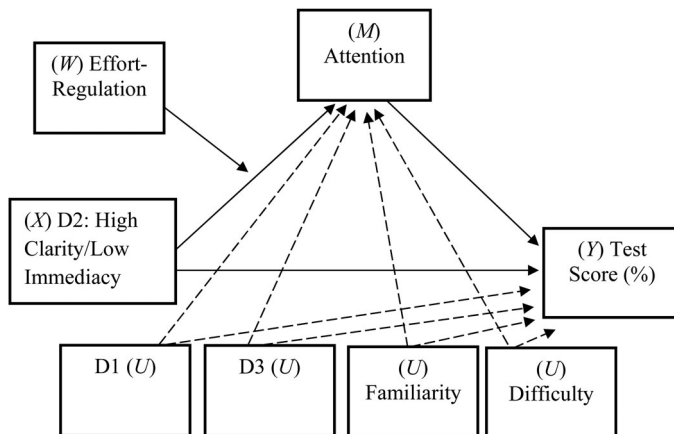 (W) Effort-
Regulation
(M)
Attention
(X) D2: High
Clarity/Low
Immediacy
(Y) Test
Score (%)
D1 (U)
D3 (U)
(U)
Familiarity
(U)
Difficulty